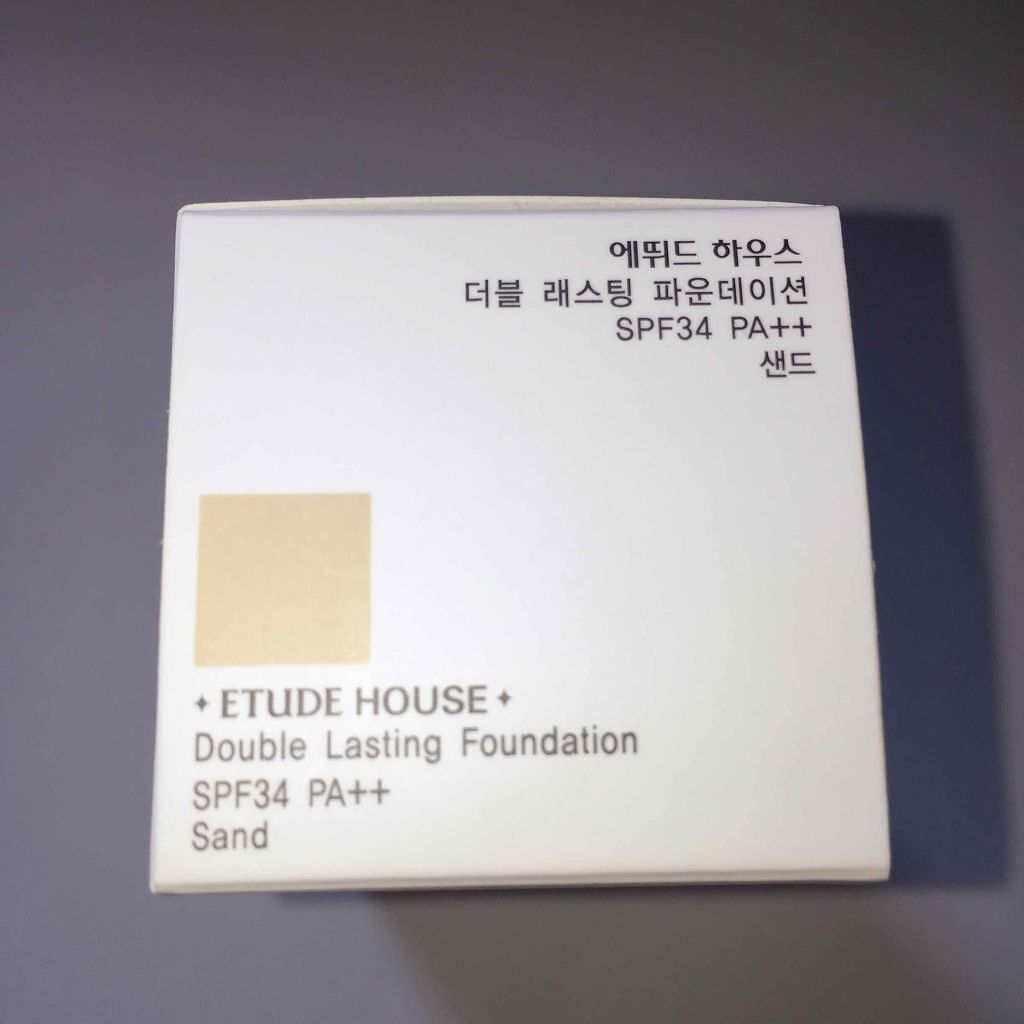 에뛰드 하우스
더블 래스팅 파운데이션
SPF34 PA++
샌드
ETUDE HOUSE
Double Lasting Foundation
SPF34 PA++
Sand